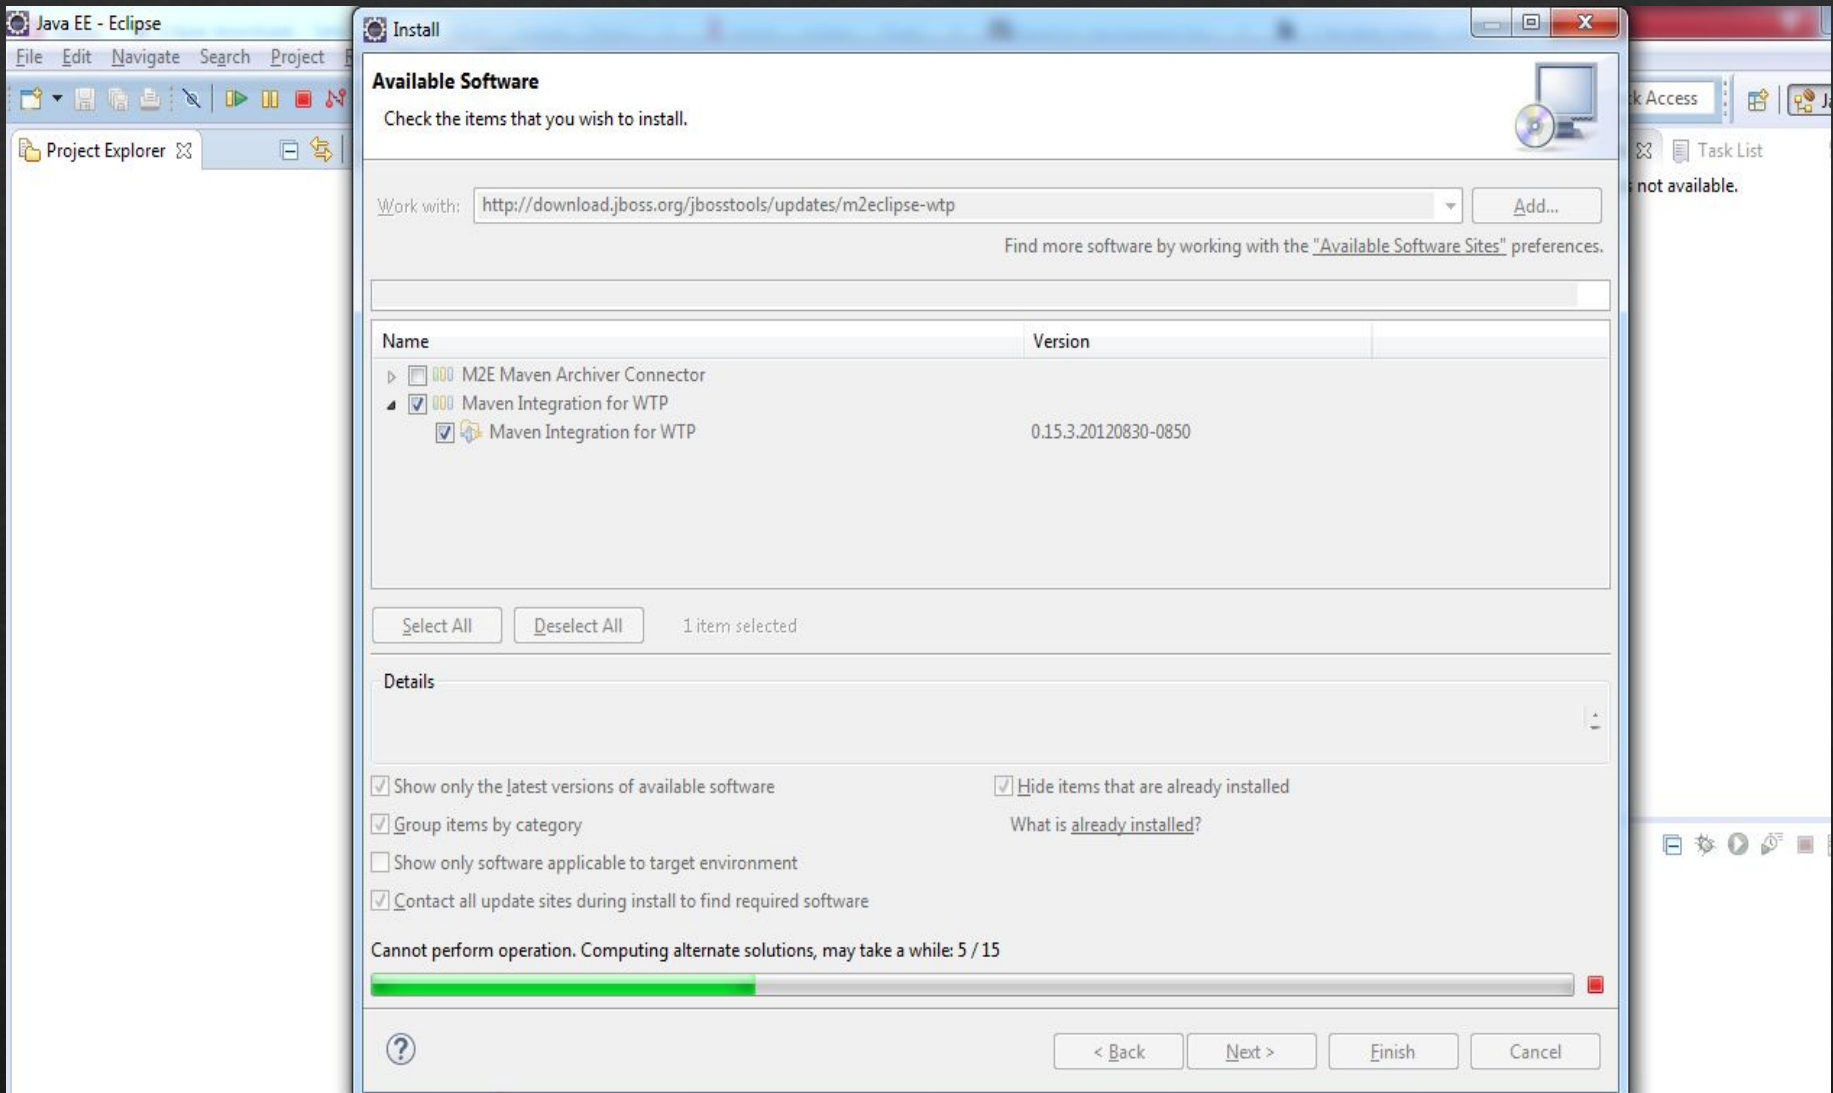 Java EE - Eclipse
Install
File Edit Navigate Search Project
Available Software
Check the items that you wish to install.
Access
Project Explorer
Task List
not available.
Work with: http://download.jboss.org/jbosstools/updates/m2eclipse-wtp Add...
Find more software by working with the "Available Software Sites" preferences.
Name Version
M2E Maven Archiver Connector
Maven Integration for WTP
Maven Integration for WTP 0.15.3.20120830-0850
Select All Deselect All 1 item selected
Details
Show only the latest versions of available software Hide items that are already installed
Group items by category What is already installed?
Show only software applicable to target environment
Contact all update sites during install to find required software
Cannot perform operation. Computing alternate solutions, may take a while: 5 / 15
< Back Next > Finish Cancel